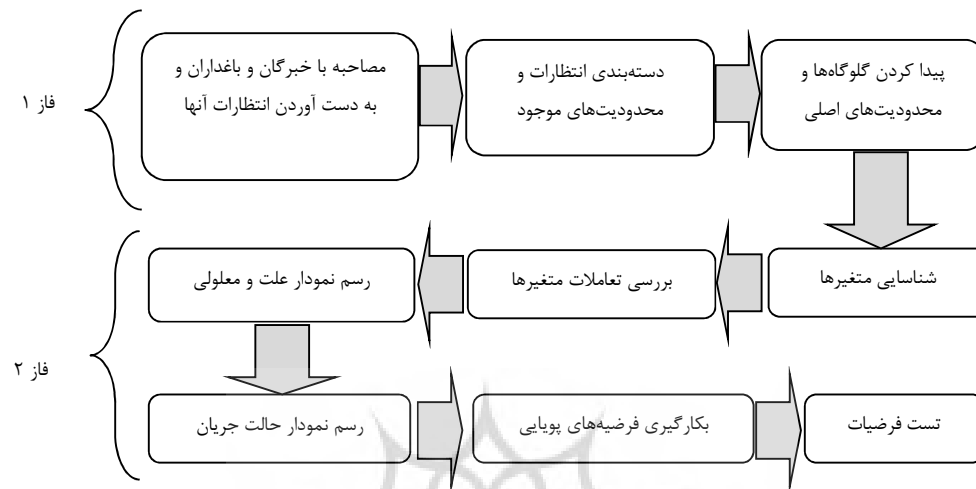 فاز ۱
مصاحبه با خبرگان و باغداران و
به دست آوردن انتظارات آنها
دسته‌بندی انتظارات و
محدودیت‌های موجود
پیدا کردن گلوگاه‌ها و
محدودیت‌های اصلی
فاز ۲
شناسایی متغیرها
بررسی تعاملات متغیرها
رسم نمودار علت و معلولی
رسم نمودار حالت جریان
بکارگیری فرضیه‌های پویایی
تست فرضیات